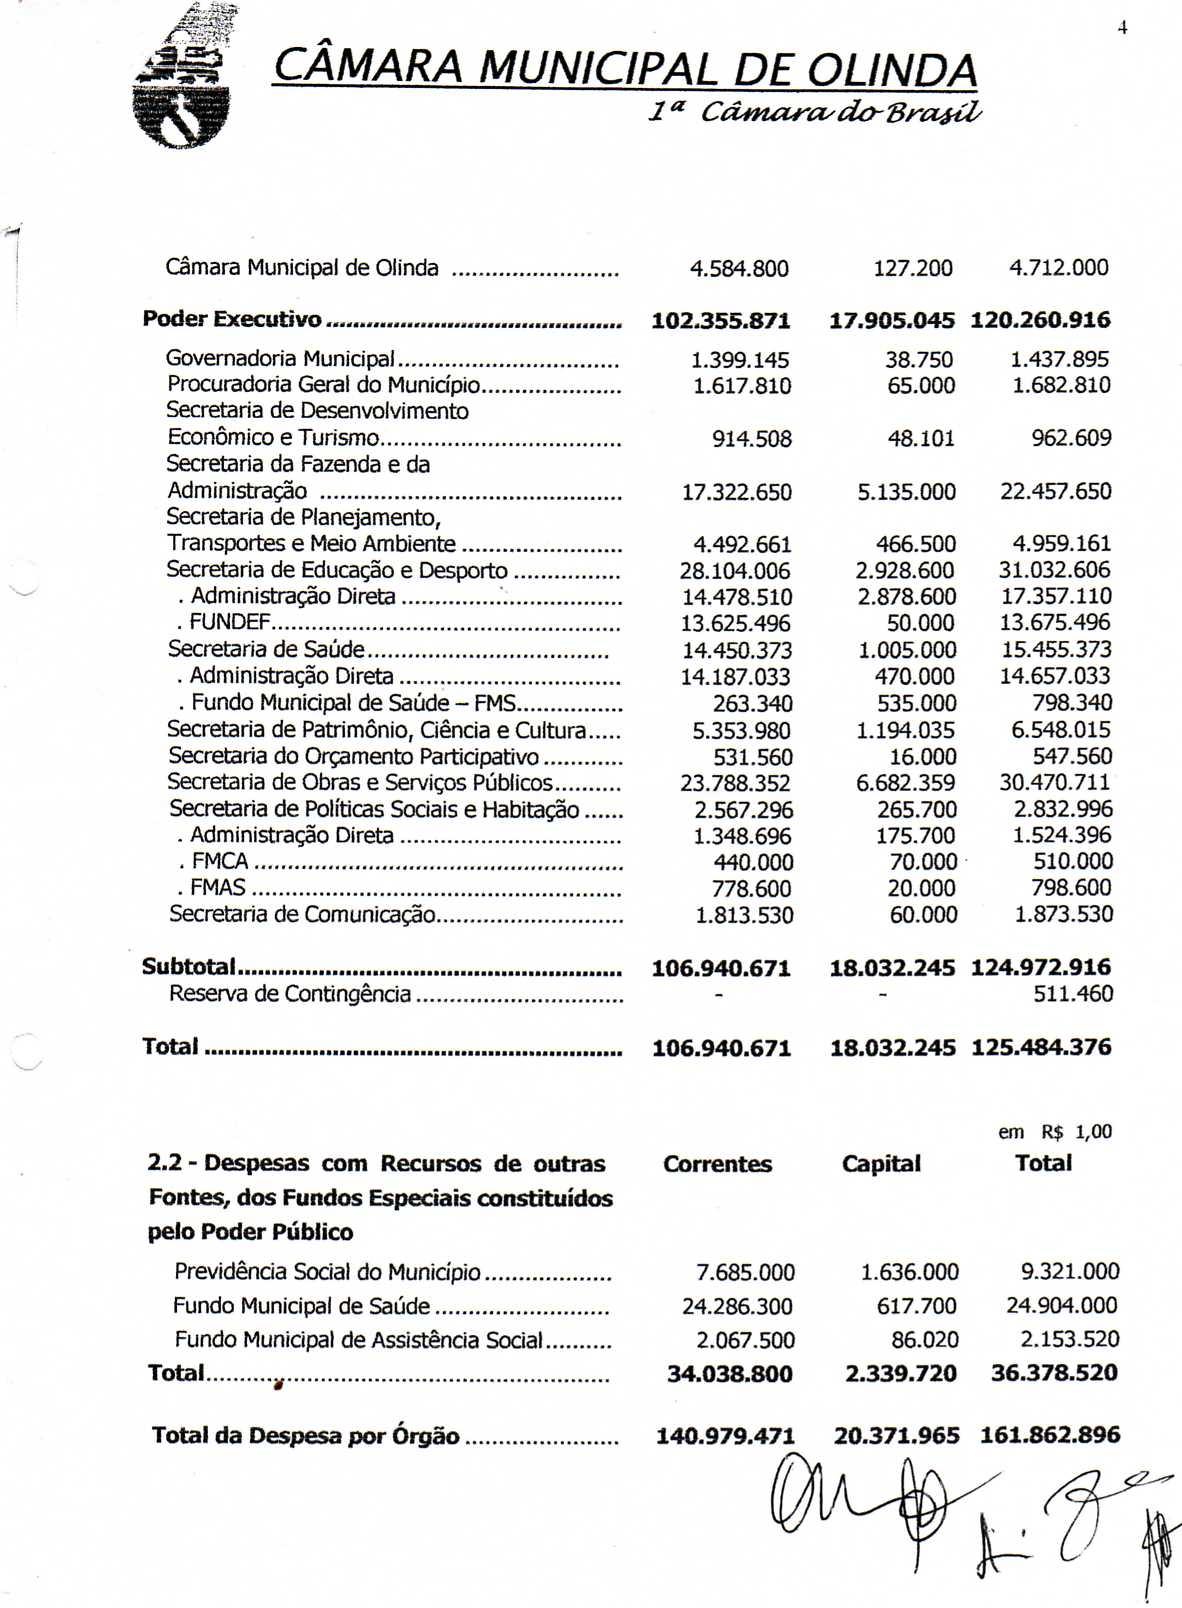 4
CÂMARA MUNICIPAL DE OLINDA
1ª Câmara do Brasil
Câmara Municipal de Olinda ......................... 4.584.800 127.200 4.712.000
Poder Executivo ............................................ 102.355.871 17.905.045 120.260.916
Governadoria Municipal ................................. 1.399.145 38.750 1.437.895
Procuradoria Geral do Município..................... 1.617.810 65.000 1.682.810
Secretaria de Desenvolvimento
Econômico e Turismo.................................... 914.508 48.101 962.609
Secretaria da Fazenda e da
Administração ............................................. 17.322.650 5.135.000 22.457.650
Secretaria de Planejamento,
Transportes e Meio Ambiente ........................ 4.492.661 466.500 4.959.161
Secretaria de Educação e Desporto ................ 28.104.006 2.928.600 31.032.606
. Administração Direta ................................. 14.478.510 2.878.600 17.357.110
. FUNDEF.................................................... 13.625.496 50.000 13.675.496
Secretaria de Saúde.................................... 14.450.373 1.005.000 15.455.373
. Administração Direta ................................. 14.187.033 470.000 14.657.033
. Fundo Municipal de Saúde – FMS................ 263.340 535.000 798.340
Secretaria de Patrimônio, Ciência e Cultura..... 5.353.980 1.194.035 6.548.015
Secretaria do Orçamento Participativo ............ 531.560 16.000 547.560
Secretaria de Obras e Serviços Públicos.......... 23.788.352 6.682.359 30.470.711
Secretaria de Políticas Sociais e Habitação ...... 2.567.296 265.700 2.832.996
. Administração Direta ................................. 1.348.696 175.700 1.524.396
. FMCA ....................................................... 440.000 70.000 510.000
. FMAS ....................................................... 778.600 20.000 798.600
Secretaria de Comunicação............................ 1.813.530 60.000 1.873.530
Subtotal......................................................... 106.940.671 18.032.245 124.972.916
Reserva de Contingência ............................... - - 511.460
Total .............................................................. 106.940.671 18.032.245 125.484.376
em R$ 1,00
2.2 - Despesas com Recursos de outras Correntes Capital Total
Fontes, dos Fundos Especiais constituídos
pelo Poder Público
Previdência Social do Município ................... 7.685.000 1.636.000 9.321.000
Fundo Municipal de Saúde .......................... 24.286.300 617.700 24.904.000
Fundo Municipal de Assistência Social.......... 2.067.500 86.020 2.153.520
Total............................................................ 34.038.800 2.339.720 36.378.520
Total da Despesa por Órgão ....................... 140.979.471 20.371.965 161.862.896